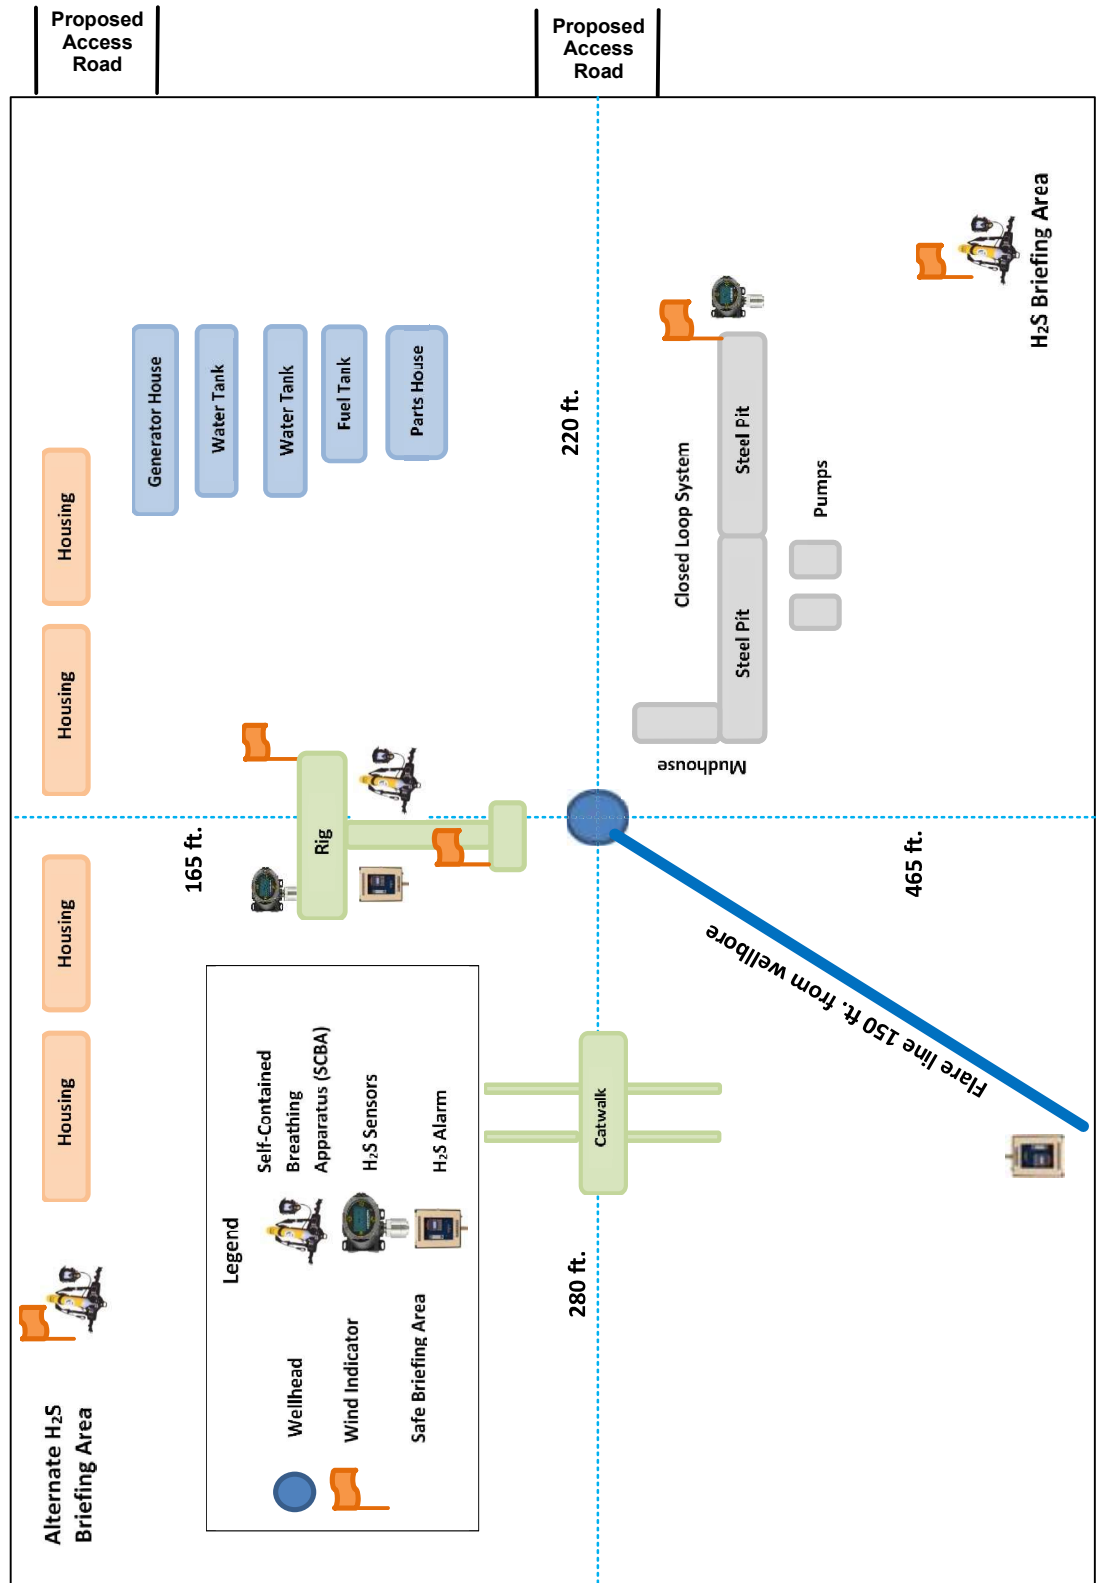 Proposed
Access
Road
Proposed
Access
Road
Housing
Housing
Housing
Housing
Generator House
Water Tank
Water Tank
Fuel Tank
Parts House
220 ft.
Closed Loop System
Steel Pit
Steel Pit
Pumps
Mudhouse
H₂S Briefing Area
165 ft.
Rig
465 ft.
Flare line 150 ft. from wellbore
Catwalk
280 ft.
Legend
Wellhead
Wind Indicator
Safe Briefing Area
Self-Contained
Breathing
Apparatus (SCBA)
H₂S Sensors
H₂S Alarm
Alternate H₂S
Briefing Area